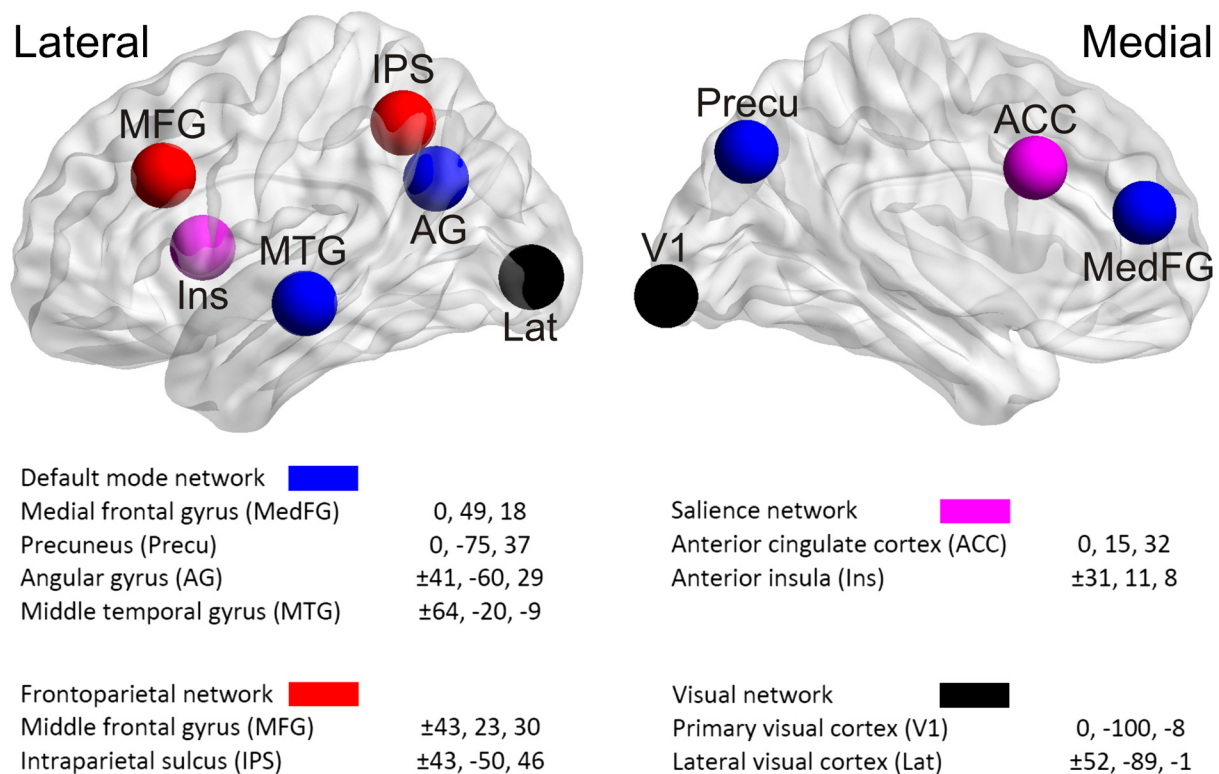 Lateral
Medial
IPS
MFG
Precu
ACC
AG
MTG
Ins
Lat
V1
MedFG
Default mode network
Medial frontal gyrus (MedFG) 0, 49, 18
Precuneus (Precu) 0, -75, 37
Angular gyrus (AG) ±41, -60, 29
Middle temporal gyrus (MTG) ±64, -20, -9
Salience network
Anterior cingulate cortex (ACC) 0, 15, 32
Anterior insula (Ins) ±31, 11, 8
Frontoparietal network
Middle frontal gyrus (MFG) ±43, 23, 30
Intraparietal sulcus (IPS) ±43, -50, 46
Visual network
Primary visual cortex (V1) 0, -100, -8
Lateral visual cortex (Lat) ±52, -89, -1